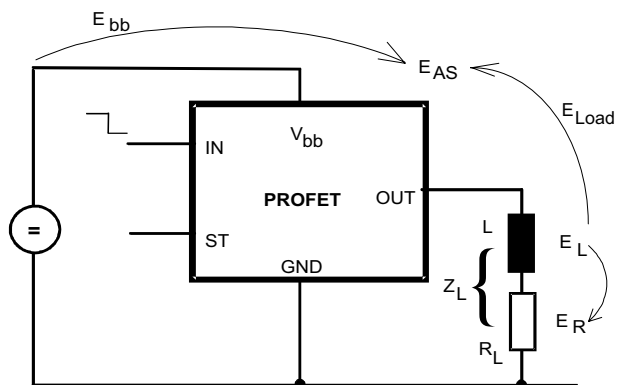 E bb
E AS
E Load
V bb
IN
PROFET
OUT
ST
GND
L
E L
Z L {
E R
R L
=